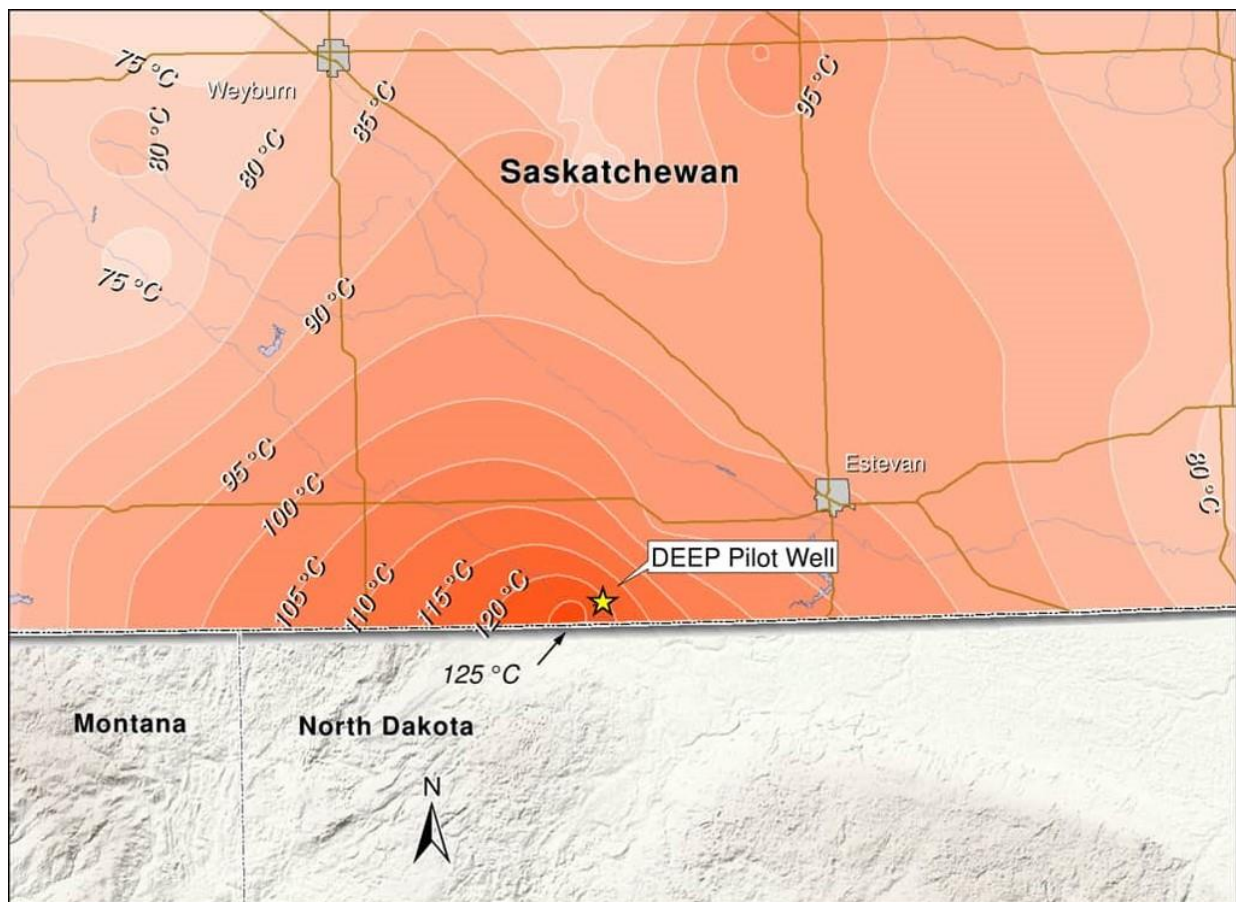 75 °C
Weyburn
85 °C
95 °C
80 °C
80 °C
Saskatchewan
75 °C
90 °C
95 °C
100 °C
Estevan
80 °C
DEEP Pilot Well
105 °C
110 °C
115 °C
120 °C
125 °C
Montana
North Dakota
N